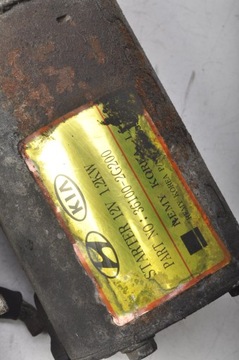 KIA
STARTER 12V 1.2KW
PART NO : 36100-2G200
REMY KOREA